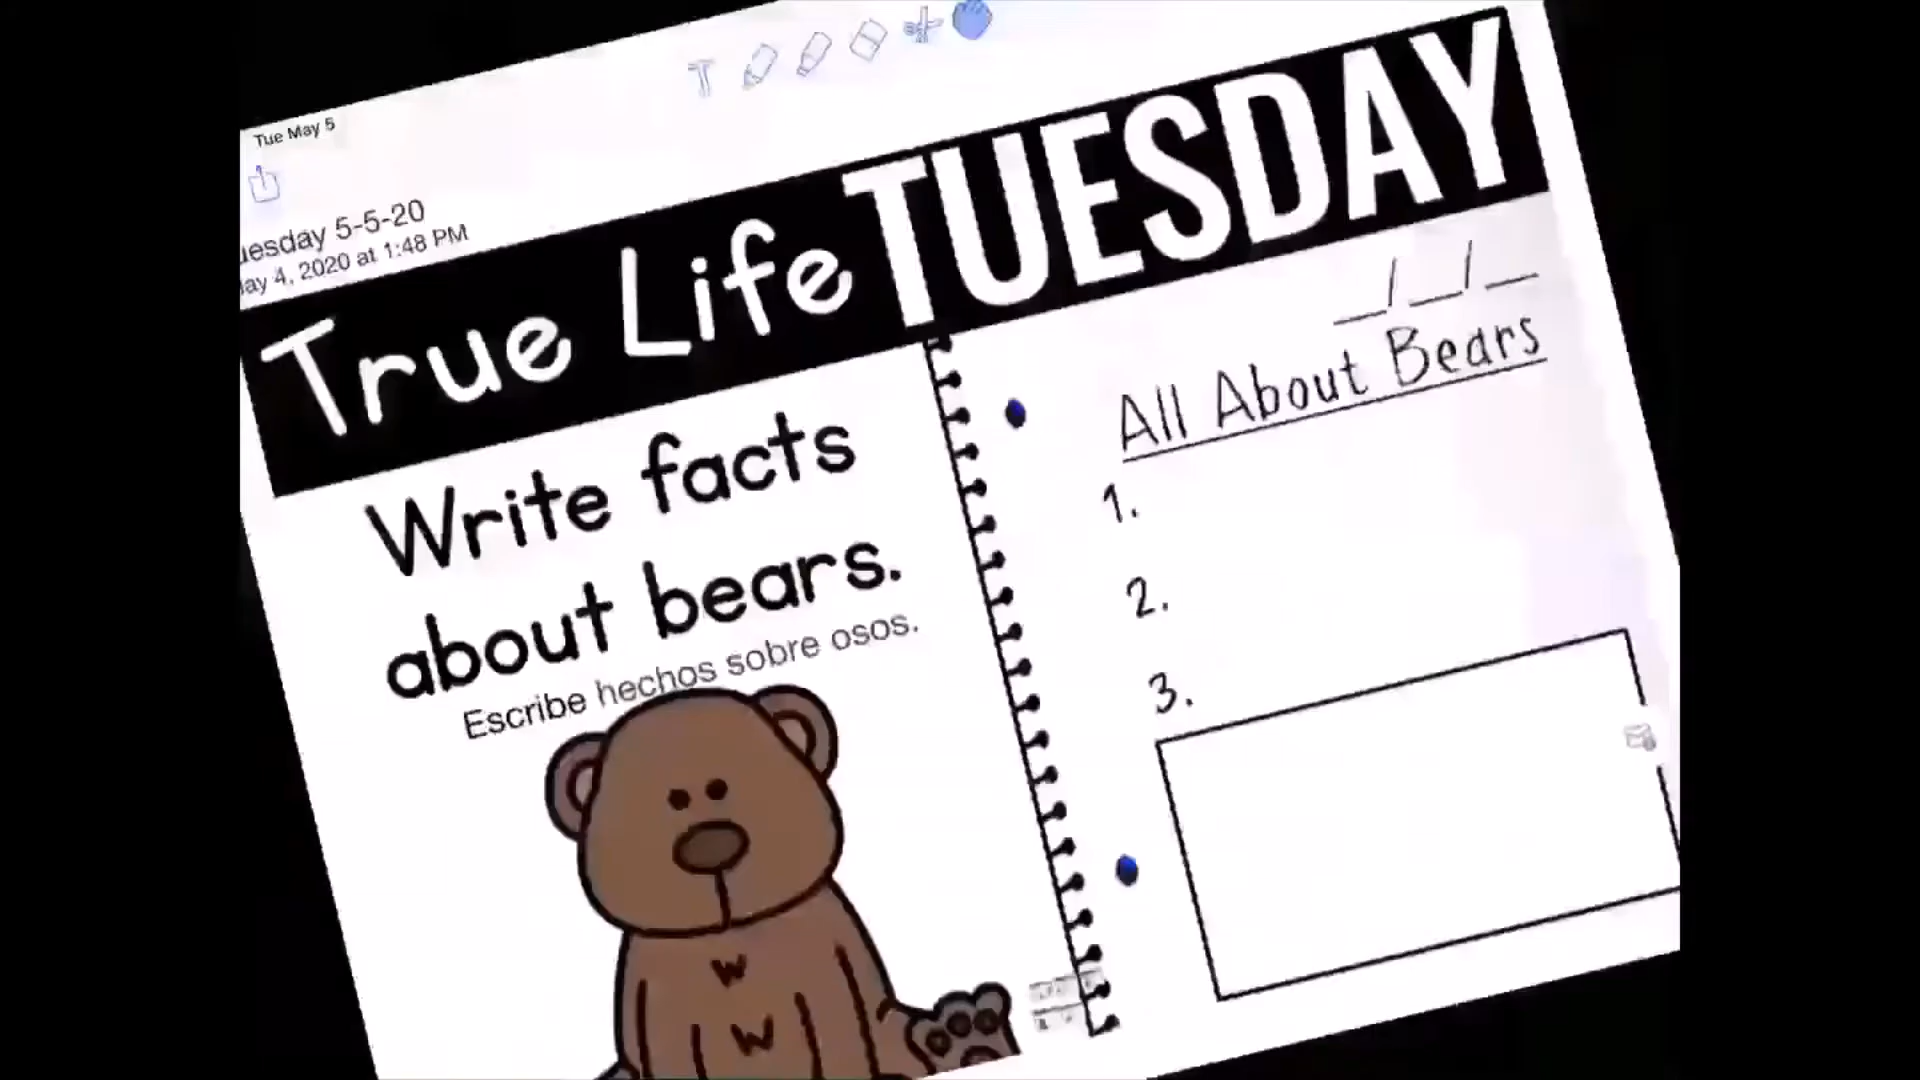 Tue May 5
uesday 5-5-20
ay 4, 2020 at 1:48 PM
True Life TUESDAY
Write facts
about bears.
Escribe hechos sobre osos.
_/_/_
All About Bears
1.
2.
3.